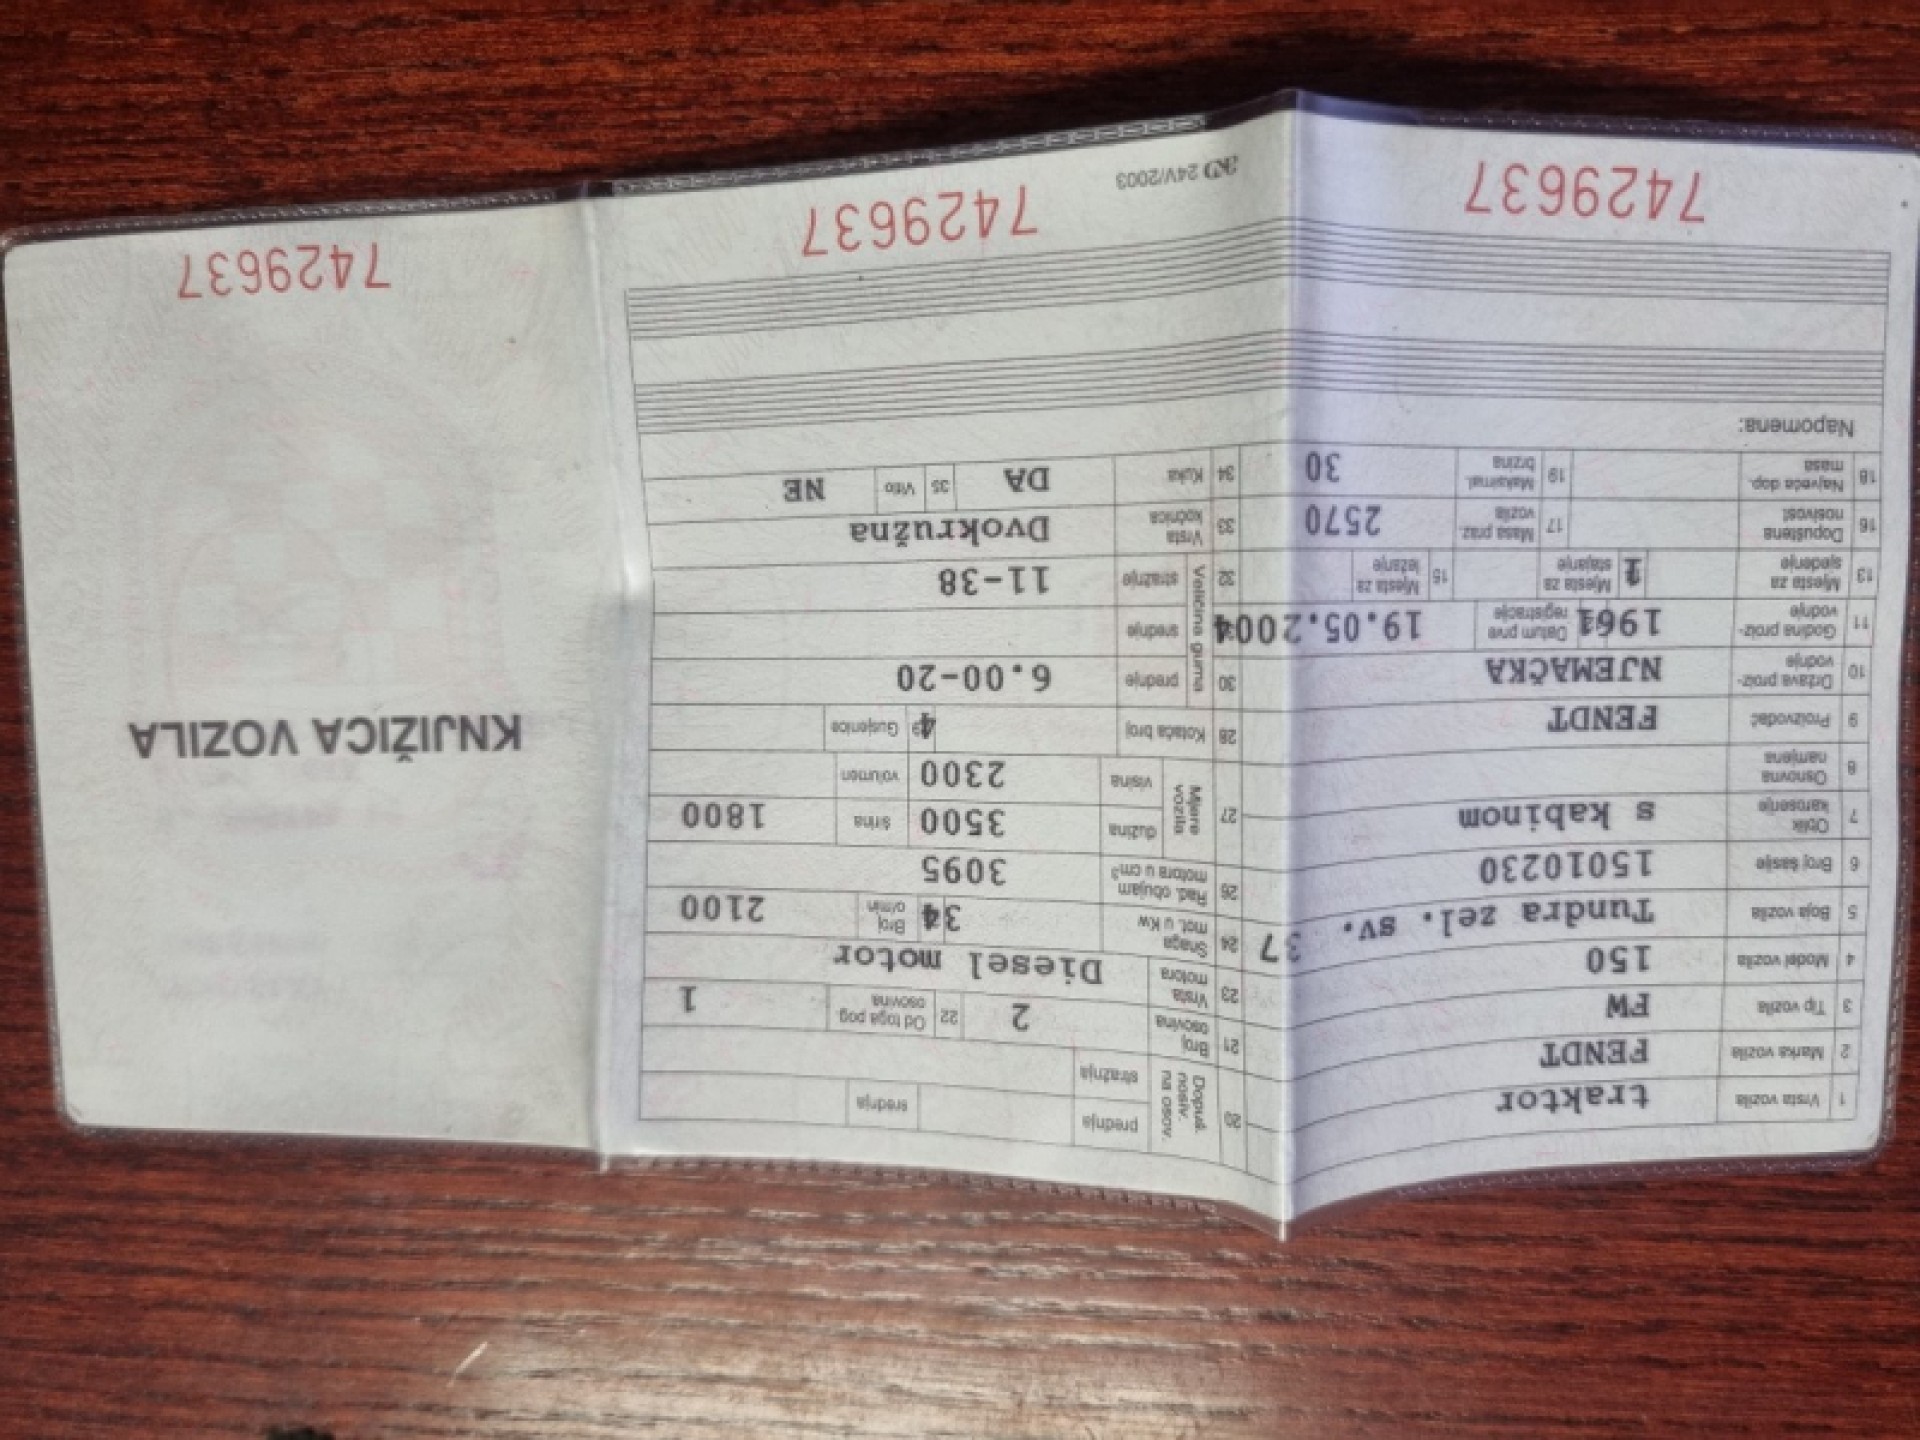 1 Vrsta vozila traktor
2 Marka vozila FENDT
3 Tip vozila FW
4 Model vozila 150
5 Boja vozila Tundra zel. sv. 37
6 Broj šasije 15010230
7 Oblik karoserije s kabinom
8 Osnovna namjena
9 Proizvođač FENDT
10 Država proiz-vodnje NJEMAČKA
11 Godina proiz-vodnje 1961 Datum prve registracije 19.05.2004
13 Mjesta za sjedenje 1 Mjesta za stajanje 15 Mjesta za ležanje
16 Dopuštena nosivost 17 Masa praz. vozila 2570
18 Najveća dop. masa 19 Maksimal. brzina 30
Napomena:
7429637
20 Dopuš. nosiv. na osov. prednja srednja
stražnja
21 Broj osovina 2 22 Od toga pog. osovina 1
23 Vrsta motora Diesel motor
24 Snaga mot. u Kw 34 Broj o/min 2100
26 Rad. obujam motora u cm³ 3095
27 Mjere vozila dužina 3500 širina 1800
visina 2300 volumen
28 Kotača broj 4 Gusjenice
30 Veličina guma prednje 6.00-20
srednje
32 stražnje 11-38
33 Vrsta kočnica Dvokružna
34 Kuka DA 35 Vitlo NE
7429637
24V/2003
KNJIŽICA VOZILA
7429637